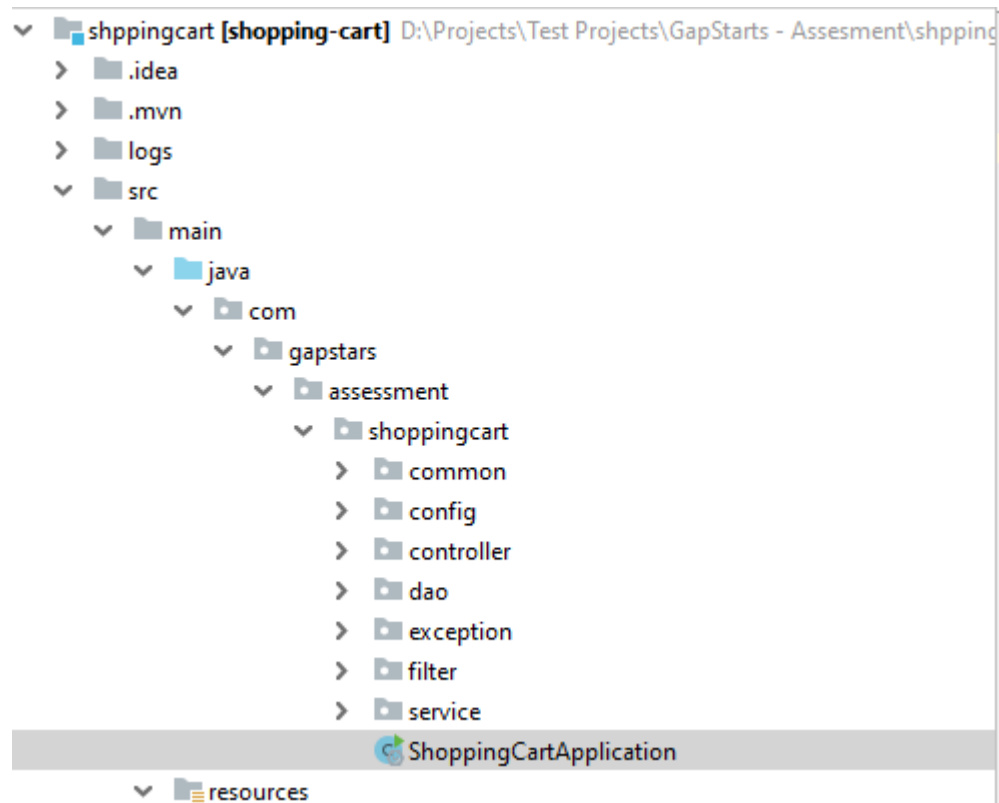 shppingcart [shopping-cart] D:\Projects\Test Projects\GapStarts - Assesment\shpping
.idea
.mvn
logs
src
main
java
com
gapstars
assessment
shoppingcart
common
config
controller
dao
exception
filter
service
ShoppingCartApplication
resources